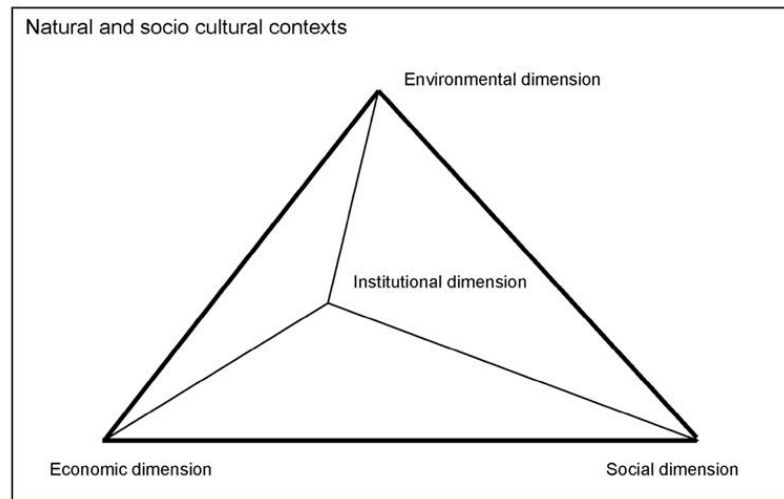 Natural and socio cultural contexts
Environmental dimension
Institutional dimension
Economic dimension
Social dimension